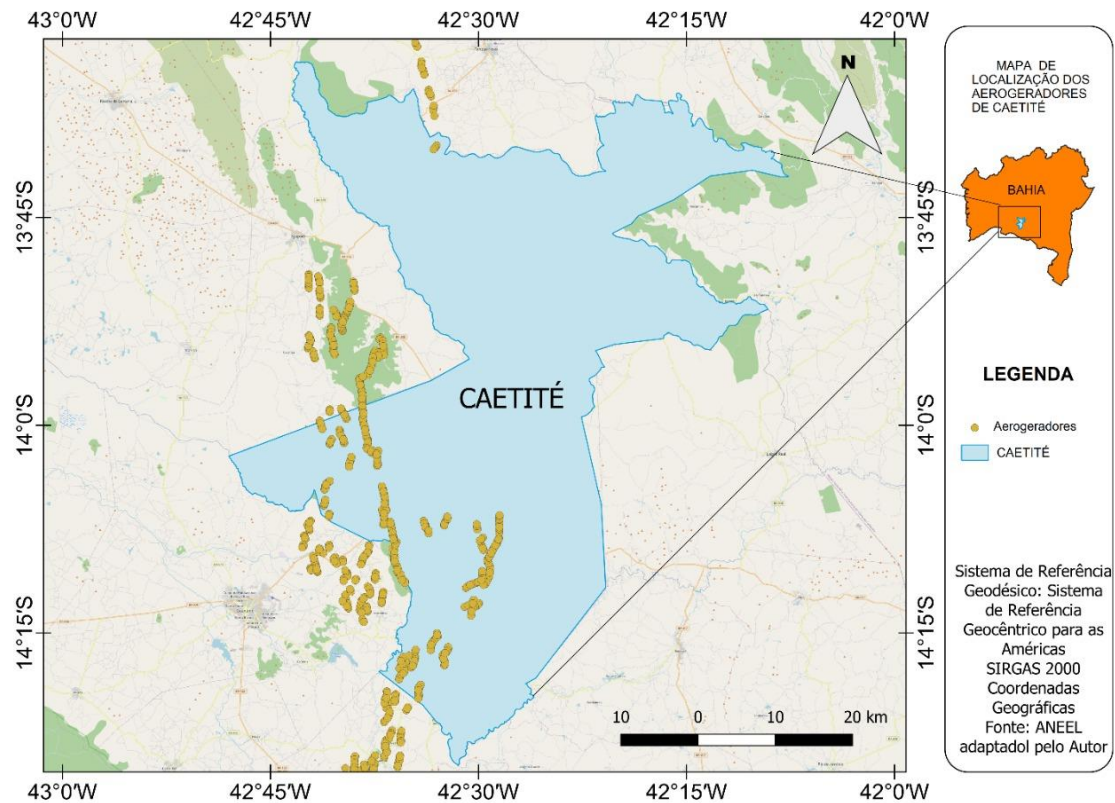 43°0'W 42°45'W 42°30'W 42°15'W 42°0'W
13°45'S
14°0'S
14°15'S
N
CAETITÉ
10 0 10 20 km
13°45'S
14°0'S
14°15'S
43°0'W 42°45'W 42°30'W 42°15'W 42°0'W
MAPA DE
LOCALIZAÇÃO DOS
AEROGERADORES
DE CAETITÉ
BAHIA
LEGENDA
Aerogeradores
CAETITÉ
Sistema de Referência
Geodésico: Sistema
de Referência
Geocêntrico para as
Américas
SIRGAS 2000
Coordenadas
Geográficas
Fonte: ANEEL
adaptadol pelo Autor